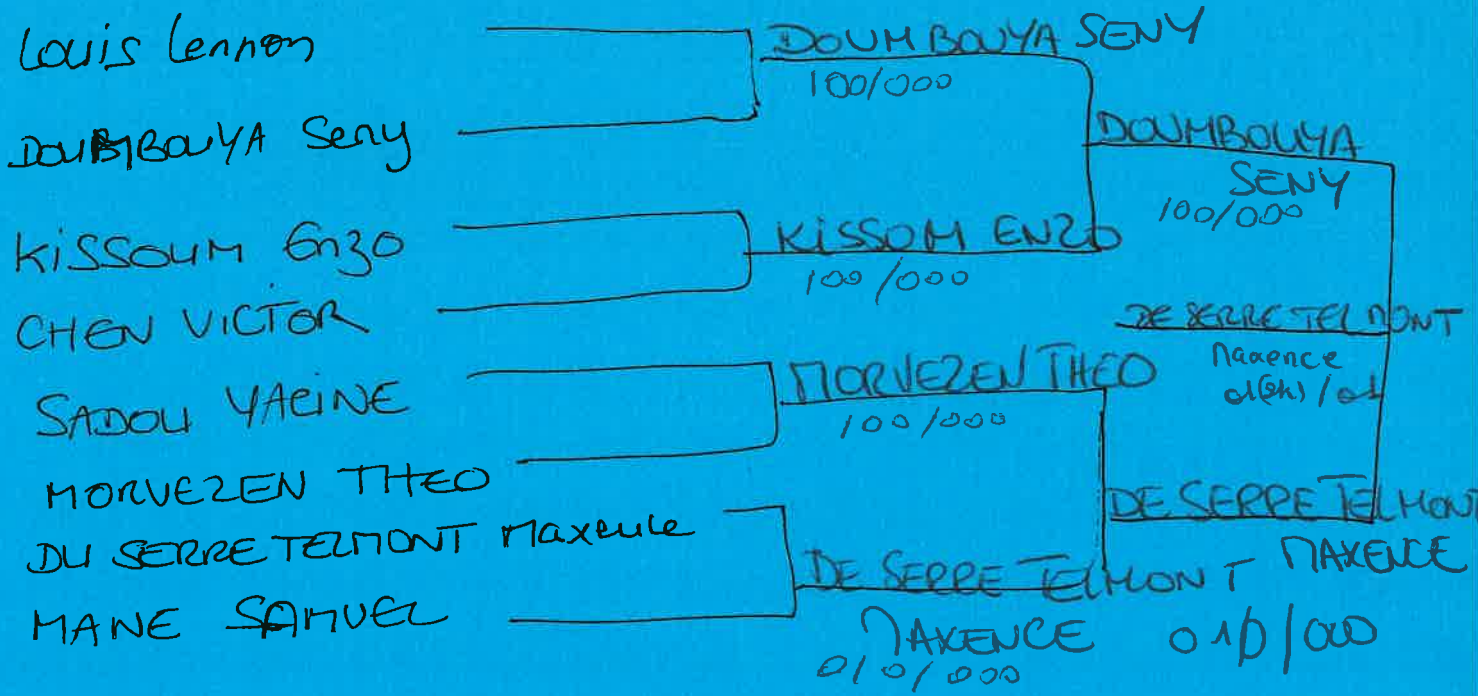 Louis Lennon
DOUMBOUYA Seny
KISSOUM Enzo
CHEN VICTOR
SADOU YACINE
MORVEZEN THEO
DU SERRE TELMONT Maxence
MANE SAMUEL
DOUMBOUYA SENY
100/000
KISSOM ENZO
100/000
MORVEZEN THEO
100/000
DE SERRE TELMONT
MAXENCE
010/000
DOUMBOUYA
SENY
100/000
DE SERRE TELMONT
MAXENCE
010/000
DE SERRE TELMONT
Maxence